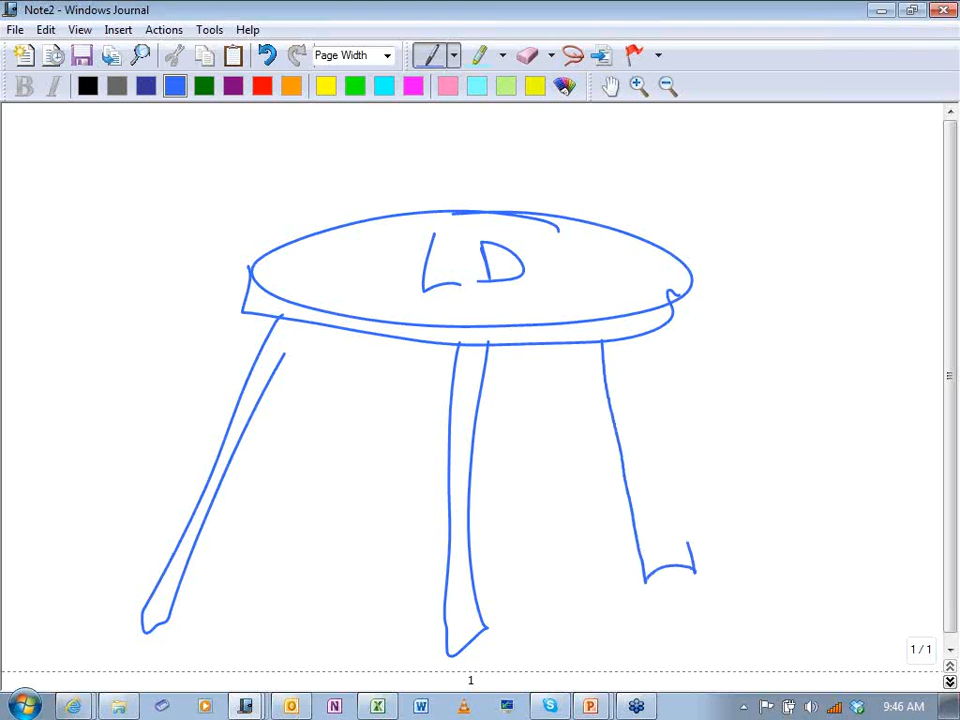 Note2 - Windows Journal
File Edit View Insert Actions Tools Help
Page Width
B I
LD
1 / 1
1
9:46 AM